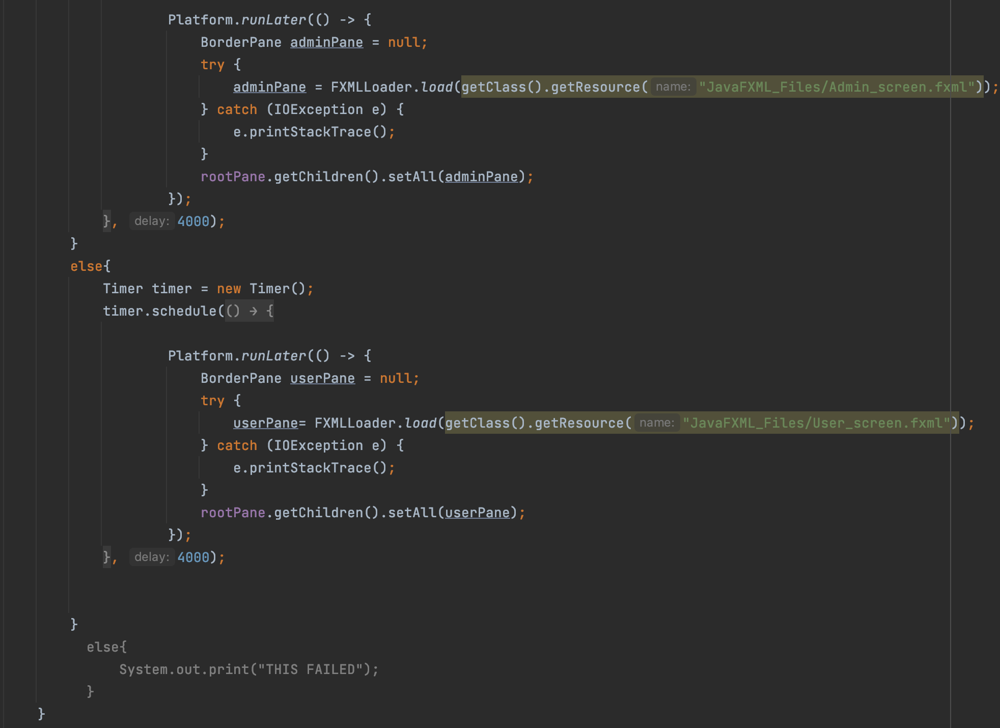 Platform.runLater(() -> {
BorderPane adminPane = null;
try {
adminPane = FXMLLoader.load(getClass().getResource( name: "JavaFXML_Files/Admin_screen.fxml"));
} catch (IOException e) {
e.printStackTrace();
}
rootPane.getChildren().setAll(adminPane);
});
}, delay: 4000);
}
else{
Timer timer = new Timer();
timer.schedule(() → {
Platform.runLater(() -> {
BorderPane userPane = null;
try {
userPane= FXMLLoader.load(getClass().getResource( name: "JavaFXML_Files/User_screen.fxml"));
} catch (IOException e) {
e.printStackTrace();
}
rootPane.getChildren().setAll(userPane);
});
}, delay: 4000);
}
else{
System.out.print("THIS FAILED");
}
}